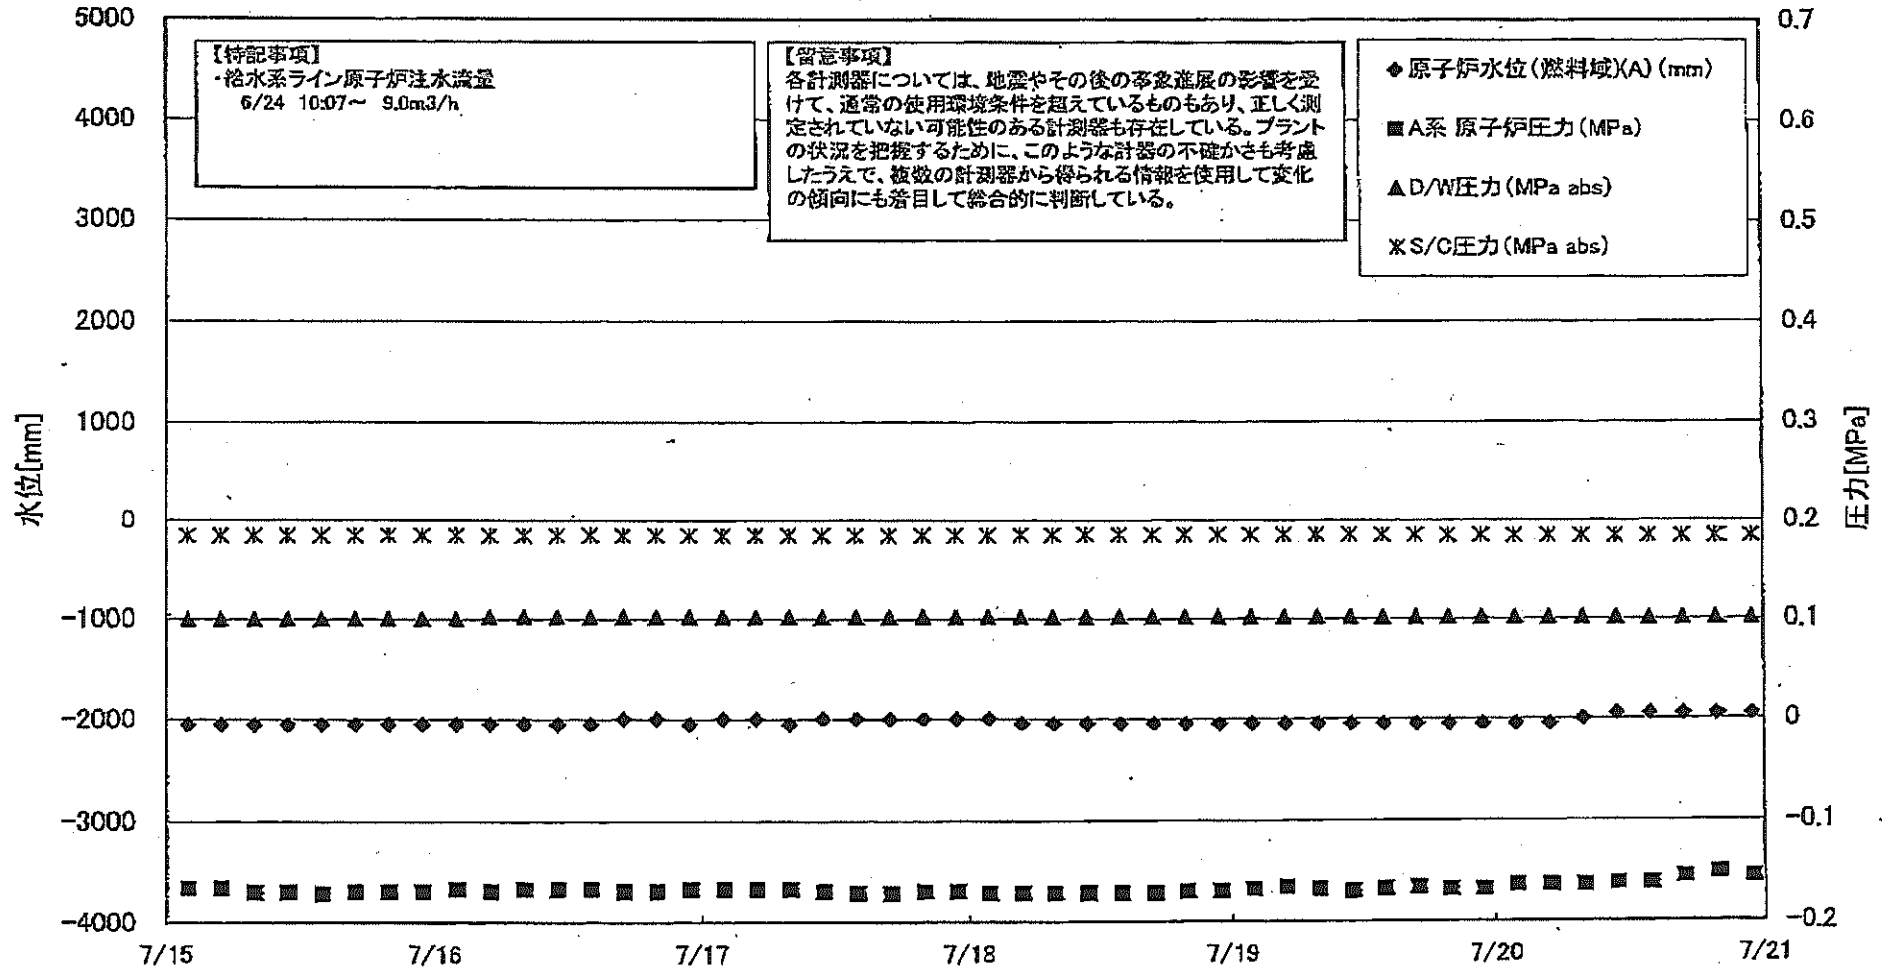 5000
4000
3000
2000
1000
0
-1000
-2000
-3000
-4000
水位[mm]
【特記事項】
・給水系ライン原子炉注水流量
6/24 10:07～ 9.0m3/h
【留意事項】
各計測器については、地震やその後の事象進展の影響を受
けて、通常の使用環境条件を超えているものもあり、正しく測
定されていない可能性のある計測器も存在している。プラント
の状況を把握するために、このような計器の不確かさも考慮
したうえで、複数の計測器から得られる情報を使用して変化
の傾向にも着目して総合的に判断している。
原子炉水位(燃料域)(A)(mm)
A系 原子炉圧力(MPa)
D/W圧力(MPa abs)
S/C圧力(MPa abs)
0.7
0.6
0.5
0.4
0.3
0.2
0.1
0
-0.1
-0.2
圧力[MPa]
7/15
7/16
7/17
7/18
7/19
7/20
7/21